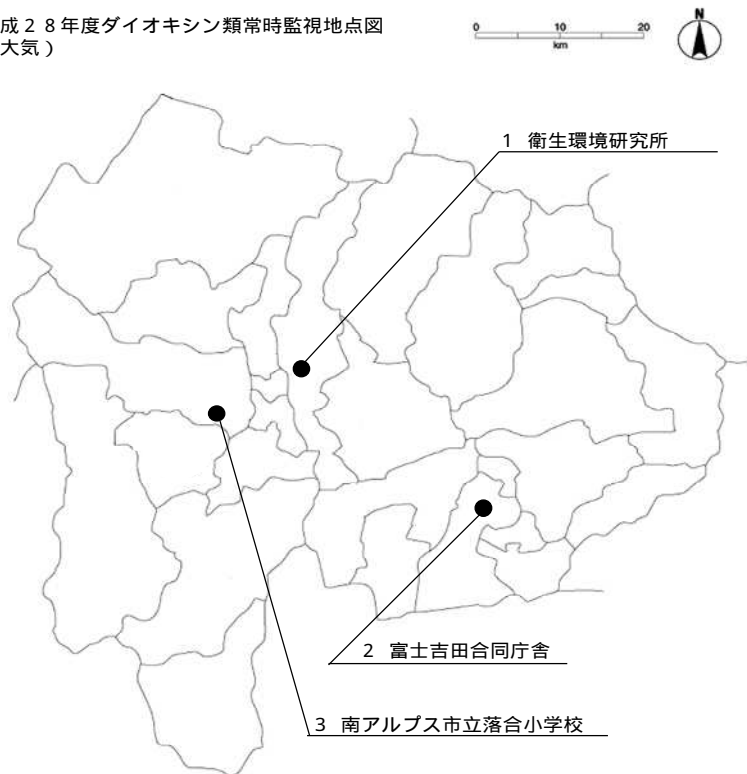 成２８年度ダイオキシン類常時監視地点図
大気）
0 10 20
km
N
1 衛生環境研究所
2 富士吉田合同庁舎
3 南アルプス市立落合小学校